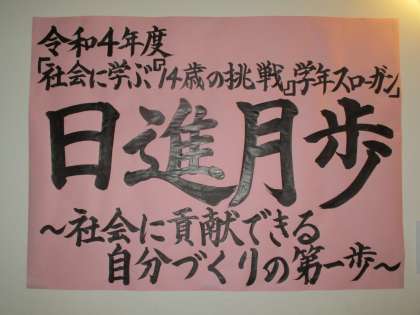 令和4年度
「社会に学ぶ『14歳の挑戦』学年スローガン」
日進月歩
～社会に貢献できる
自分づくりの第一歩～